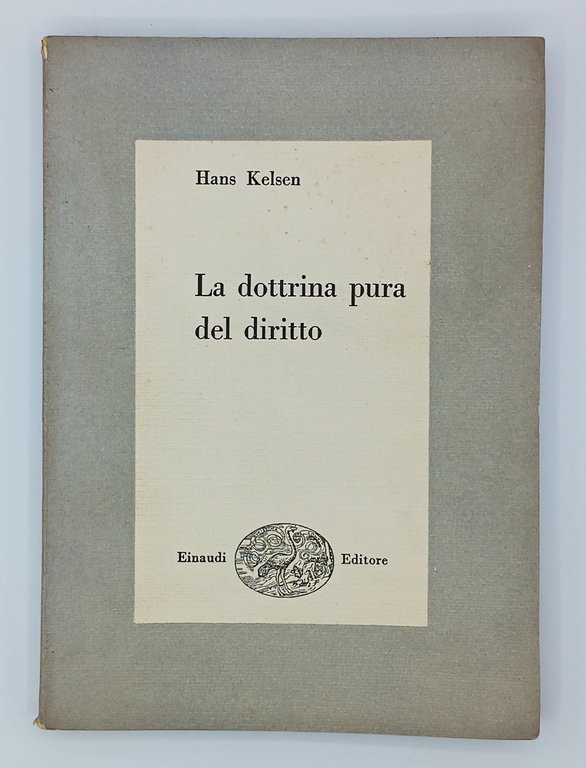 Hans Kelsen
La dottrina pura
del diritto
Einaudi Editore